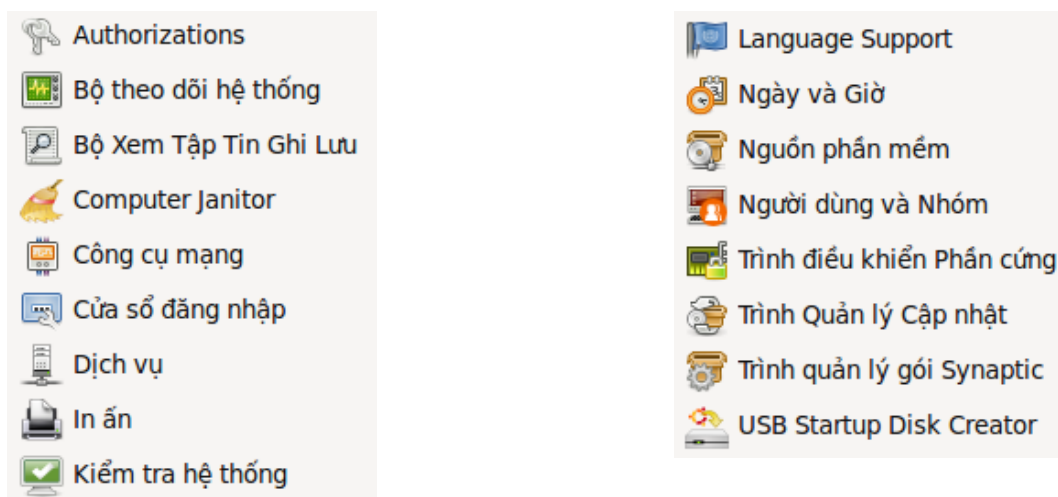 Authorizations
Bộ theo dõi hệ thống
Bộ Xem Tập Tin Ghi Lưu
Computer Janitor
Công cụ mạng
Cửa sổ đăng nhập
Dịch vụ
In ấn
Kiểm tra hệ thống
Language Support
Ngày và Giờ
Nguồn phần mềm
Người dùng và Nhóm
Trình điều khiển Phần cứng
Trình Quản lý Cập nhật
Trình quản lý gói Synaptic
USB Startup Disk Creator